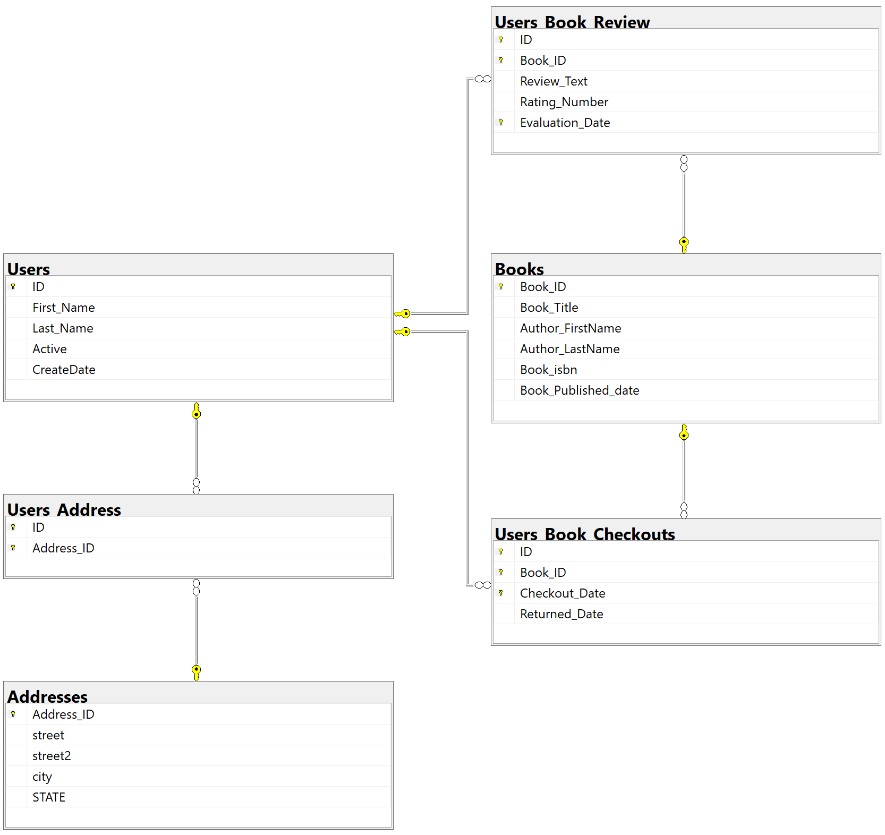 Users_Book_Review
ID
Book_ID
Review_Text
Rating_Number
Evaluation_Date
Users
ID
First_Name
Last_Name
Active
CreateDate
Books
Book_ID
Book_Title
Author_FirstName
Author_LastName
Book_isbn
Book_Published_date
Users_Address
ID
Address_ID
Users_Book_Checkouts
ID
Book_ID
Checkout_Date
Returned_Date
Addresses
Address_ID
street
street2
city
STATE